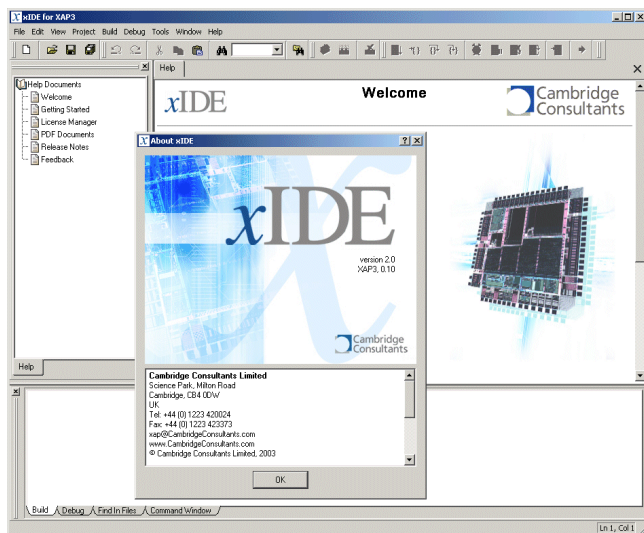 xIDE for XAP3
File Edit View Project Build Debug Tools Window Help
Help
Help Documents
Welcome
Getting Started
License Manager
PDF Documents
Release Notes
Feedback
Help
xIDE
Welcome
Cambridge
Consultants
About xIDE
xIDE
version 2.0
XAP3, 0.10
Cambridge
Consultants
Cambridge Consultants Limited
Science Park, Milton Road
Cambridge, CB4 0DW
UK
Tel: +44 (0) 1223 420024
Fax: +44 (0) 1223 423373
xap@CambridgeConsultants.com
www.CambridgeConsultants.com
© Cambridge Consultants Limited, 2003
OK
Build Debug Find In Files Command Window
Ln 1, Col 1